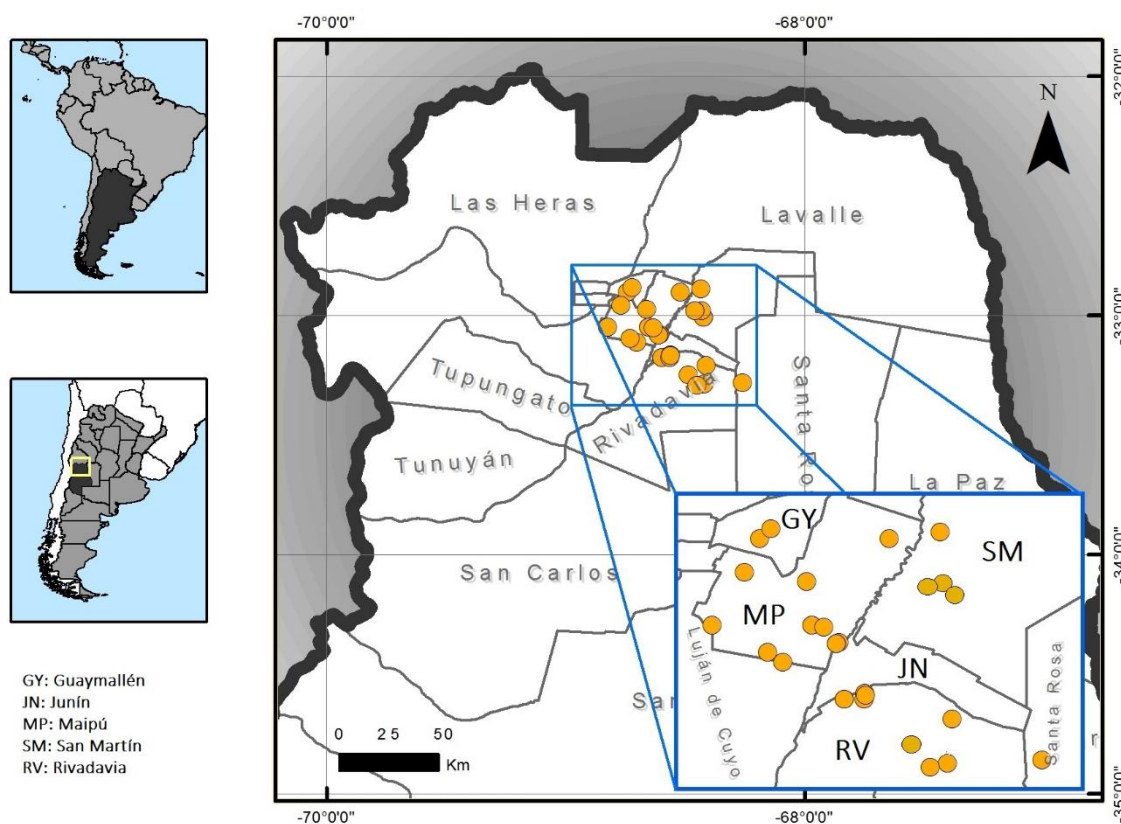 -70°0'0"
-68°0'0"
-32°0'0"
N
Las Heras
Lavalle
-33°0'0"
Tupungato
Rivadavia
Santa Ro
Tunuyán
La Paz
GY
SM
-34°0'0"
San Carlos
MP
Luján de Cuyo
JN
Santa Rosa
Sa
RV
0 25 50
Km
GY: Guaymallén
JN: Junín
MP: Maipú
SM: San Martín
RV: Rivadavia
-70°0'0"
-68°0'0"
-35°0'0"